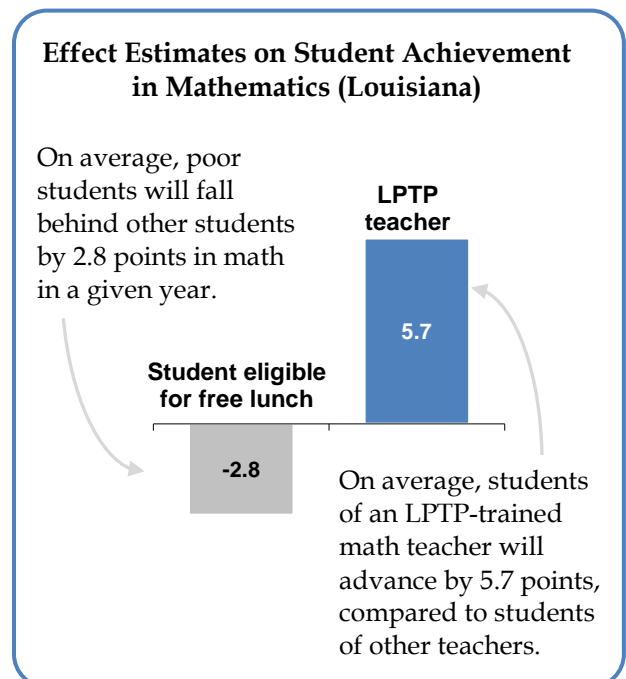 Effect Estimates on Student Achievement
in Mathematics (Louisiana)
On average, poor
students will fall
behind other students
by 2.8 points in math
in a given year.
LPTP
teacher
5.7
Student eligible
for free lunch
-2.8
On average, students
of an LPTP-trained
math teacher will
advance by 5.7 points,
compared to students
of other teachers.